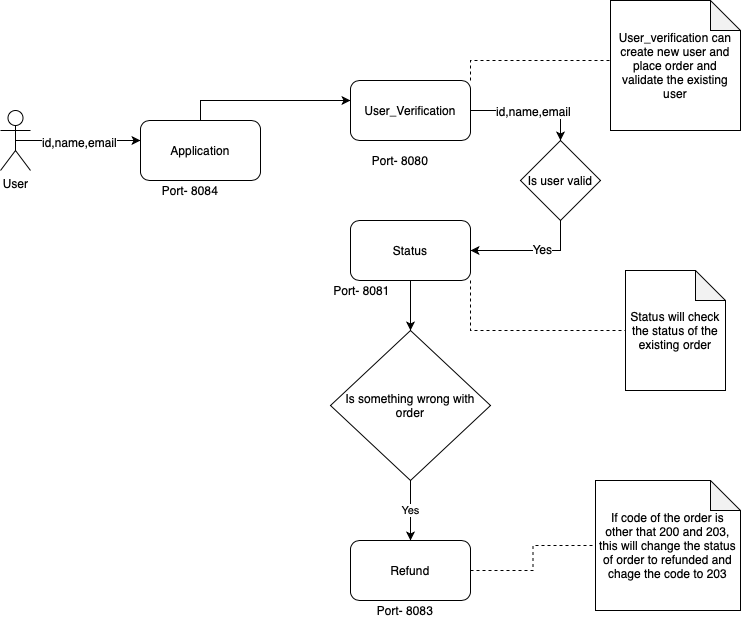 User_verification can
create new user and
place order and
validate the existing
user
User_Verification
id,name,email
id,name,email
Application
Port- 8080
User
Port- 8084
Is user valid
Status
Yes
Port- 8081
Status will check
the status of the
existing order
Is something wrong with
order
Yes
If code of the order is
other that 200 and 203,
this will change the status
of order to refunded and
chage the code to 203
Refund
Port- 8083